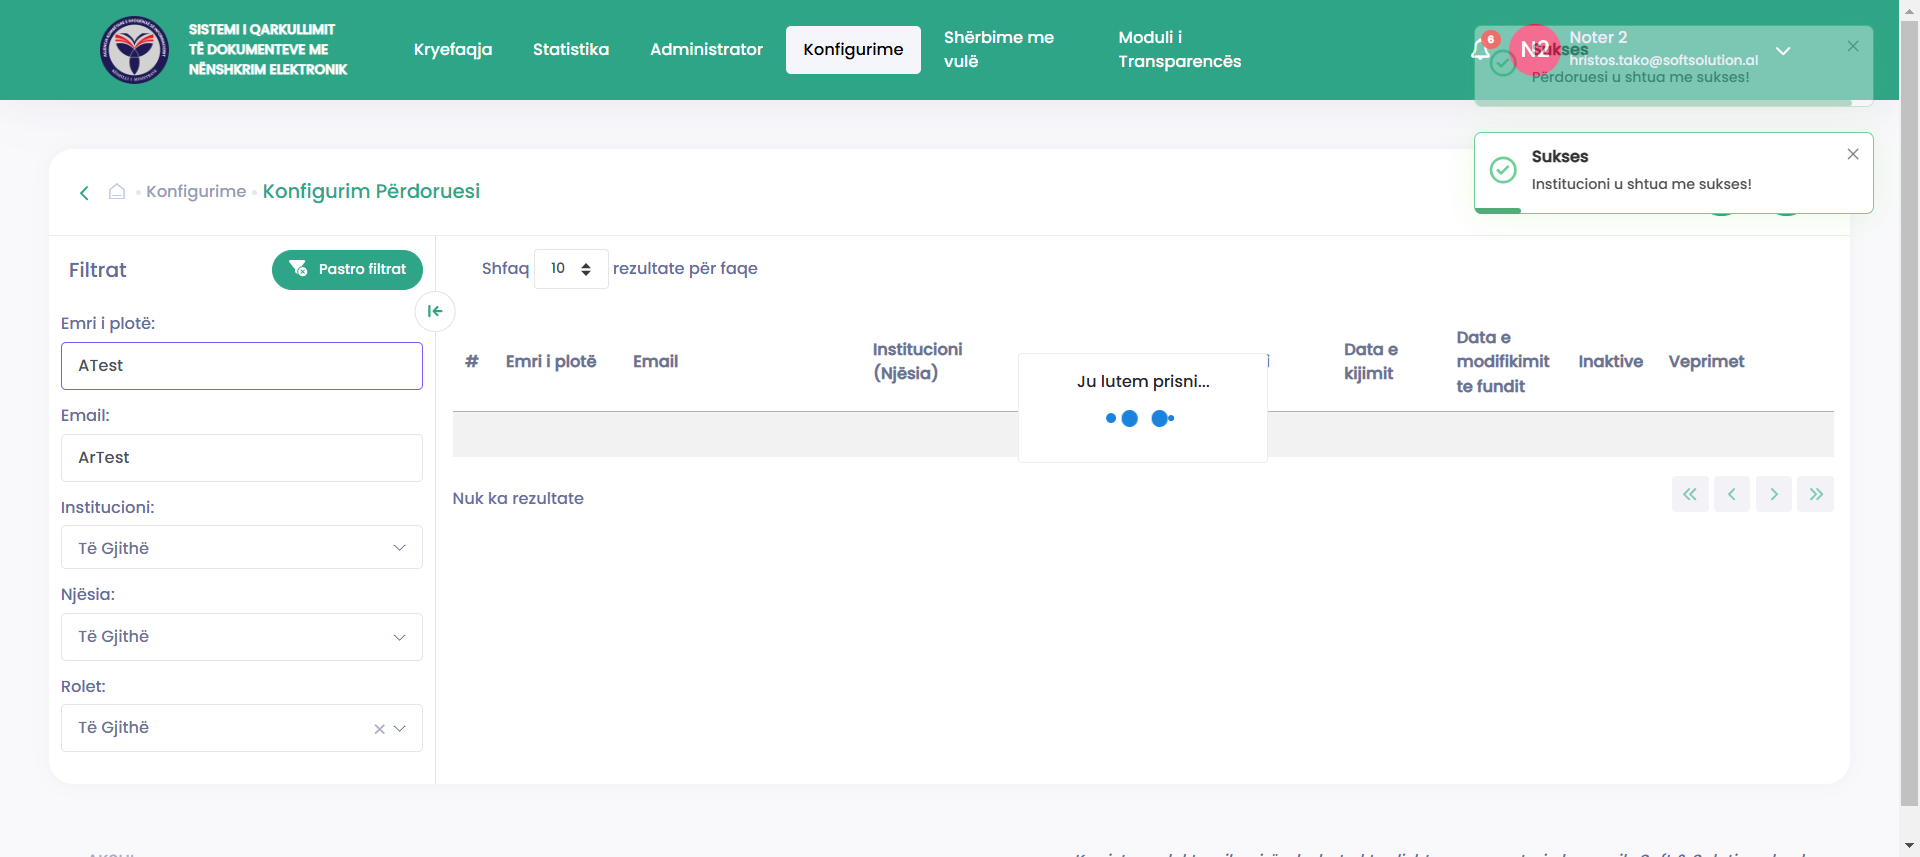 SISTEMI I QARKULLIMIT
TË DOKUMENTEVE ME
NËNSHKRIM ELEKTRONIK
Kryefaqja
Statistika
Administrator
Konfigurime
Shërbime me
vulë
Moduli i
Transparencës
6
N2
Noter 2
hristos.tako@softsolution.al
Sukses
Përdoruesi u shtua me sukses!
Sukses
Institucioni u shtua me sukses!
Konfigurime
Konfigurim Përdoruesi
Filtrat
Pastro filtrat
Emri i plotë:
ATest
Email:
ArTest
Institucioni:
Të Gjithë
Njësia:
Të Gjithë
Rolet:
Të Gjithë
Shfaq 10 rezultate për faqe
#
Emri i plotë
Email
Institucioni
(Njësia)
Data e
kijimit
Data e
modifikimit
te fundit
Inaktive
Veprimet
Ju lutem prisni...
Nuk ka rezultate